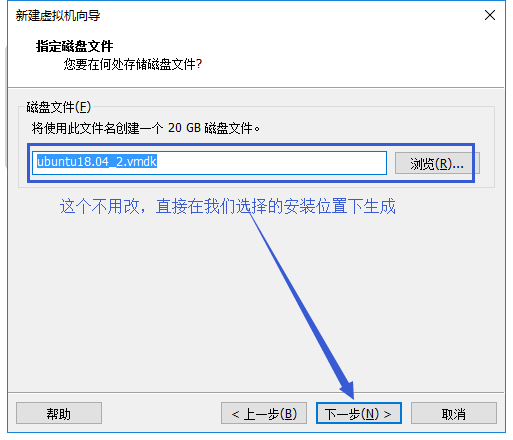 新建虚拟机向导
指定磁盘文件
您要在何处存储磁盘文件?
磁盘文件(F)
将使用此文件名创建一个 20 GB 磁盘文件。
ubuntu18.04_2.vmdk
浏览(R)...
这个不用改，直接在我们选择的安装位置下生成
帮助
< 上一步(B)
下一步(N) >
取消